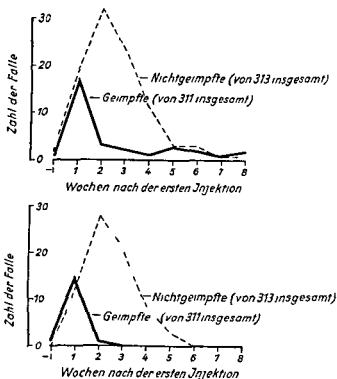 30
20
10
0
Zahl der Falle
Nichtgeimpfte (von 313 insgesamt)
Geimpfte (von 311 insgesamt)
-1 1 2 3 4 5 6 7 8
Wochen nach der ersten Injektion
30
20
10
0
Zahl der Falle
Nichtgeimpfte (von 313 insgesamt)
Geimpfte (von 311 insgesamt)
-1 1 2 3 4 5 6 7 8
Wochen nach der ersten Injektion